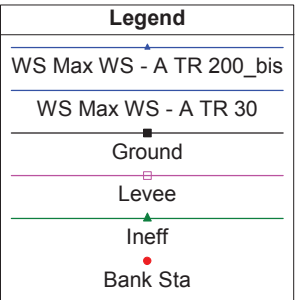 Legend
WS Max WS - A TR 200_bis
WS Max WS - A TR 30
Ground
Levee
Ineff
Bank Sta